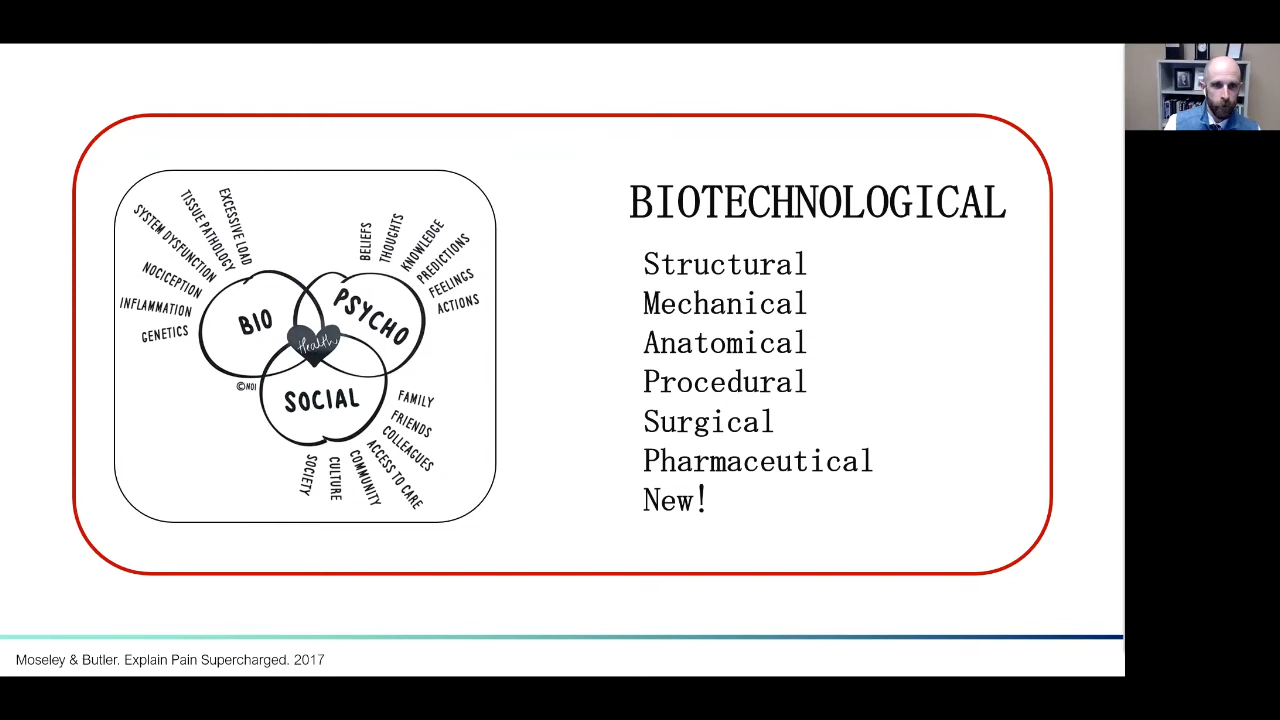 EXCESSIVE LOAD
TISSUE PATHOLOGY
SYSTEM DYSFUNCTION
NOCICEPTION
INFLAMMATION
GENETICS
BELIEFS
THOUGHTS
KNOWLEDGE
PREDICTIONS
FEELINGS
ACTIONS
BIO
PSYCHO
Health
©NOI
SOCIAL
FAMILY
FRIENDS
COLLEAGUES
ACCESS TO CARE
COMMUNITY
CULTURE
SOCIETY
BIOTECHNOLOGICAL
Structural
Mechanical
Anatomical
Procedural
Surgical
Pharmaceutical
New!
Moseley & Butler. Explain Pain Supercharged. 2017